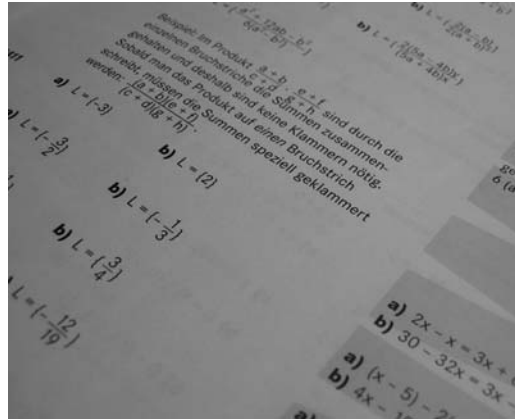 b) L = {
b) L = {
Beispiel: Im Produkt (a + b)/(c + d) · (e + f)/(g + h) sind durch die
einzelnen Bruchstriche die Summen zusammen-
gehalten und deshalb sind keine Klammern nötig.
Sobald man das Produkt auf einen Bruchstrich
schreibt, müssen die Summen speziell geklammert
werden: (a + b)(e + f)/(c + d)(g + h).
a) L = {-3}
b) L = {2}
L = {-3/2}
b) L = {-1/3}
b) L = {3/4}
L = {-12/19}
6 (a
a) 2x - x = 3x +
b) 30 - 32x = 3x -
a) (x - 5) - 2
b) 4x -
a)